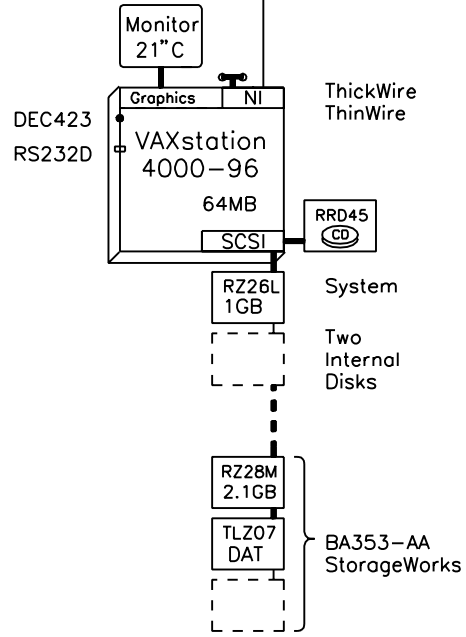 Monitor
21"C
Graphics
NI
ThickWire
ThinWire
DEC423
RS232D
VAXstation
4000-96
64MB
SCSI
RRD45
CD
RZ26L
1GB
System
Two
Internal
Disks
RZ28M
2.1GB
TLZ07
DAT
BA353-AA
StorageWorks